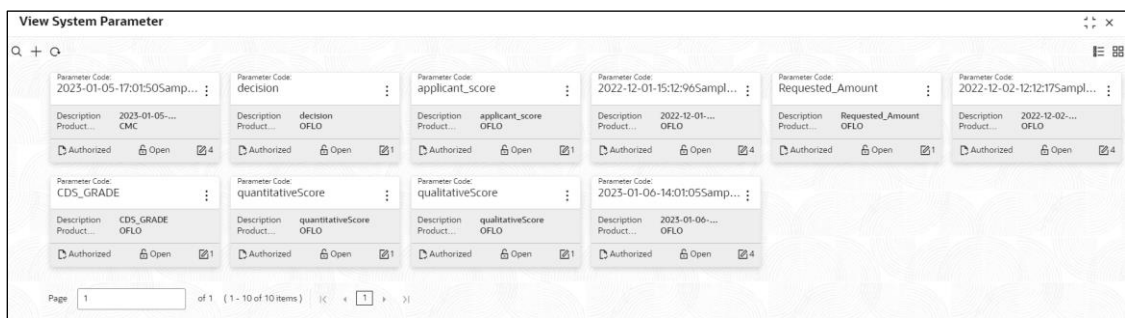 View System Parameter
Parameter Code:
2023-01-05-17:01:50Samp...
Description 2023-01-05-...
Product... CMC
Authorized Open 4
Parameter Code:
decision
Description decision
Product... OFLO
Authorized Open 1
Parameter Code:
applicant_score
Description applicant_score
Product... OFLO
Authorized Open 1
Parameter Code:
2022-12-01-15:12:96Sampl...
Description 2022-12-01-...
Product... OFLO
Authorized Open 4
Parameter Code:
Requested_Amount
Description Requested_Amount
Product... OFLO
Authorized Open 1
Parameter Code:
2022-12-02-12:12:17Sampl...
Description 2022-12-02-...
Product... OFLO
Authorized Open 4
Parameter Code:
CDS_GRADE
Description CDS_GRADE
Product... OFLO
Authorized Open 1
Parameter Code:
quantitativeScore
Description quantitativeScore
Product... OFLO
Authorized Open 1
Parameter Code:
qualitativeScore
Description qualitativeScore
Product... OFLO
Authorized Open 1
Parameter Code:
2023-01-06-14:01:05Samp...
Description 2023-01-06-...
Product... OFLO
Authorized Open 4
Page 1 of 1 (1 - 10 of 10 items) 1